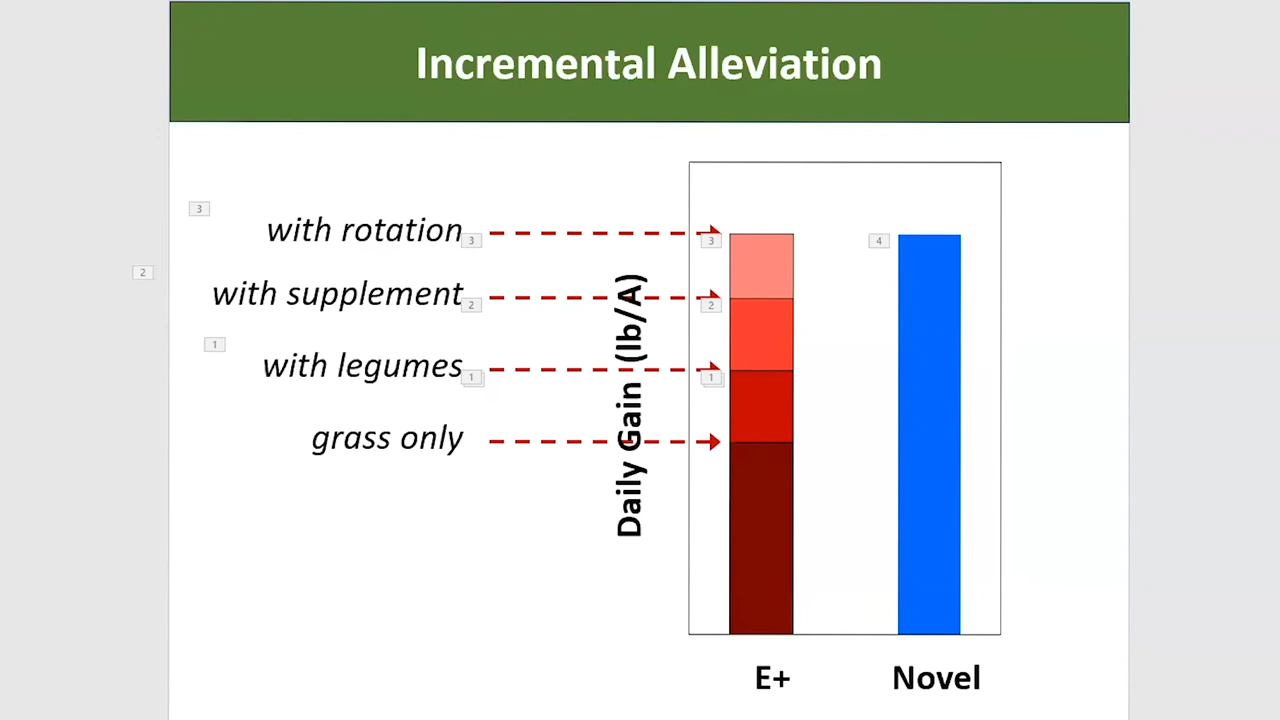 Incremental Alleviation
3
with rotation
3
3
4
2
with supplement
2
2
1
with legumes
1
1
grass only
Daily Gain (lb/A)
E+
Novel